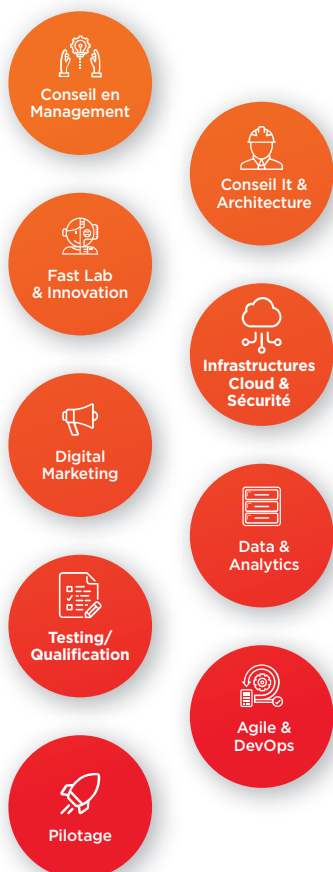 Conseil en
Management
Conseil It &
Architecture
Fast Lab
& Innovation
Infrastructures
Cloud &
Sécurité
Digital
Marketing
Data &
Analytics
Testing/
Qualification
Agile &
DevOps
Pilotage